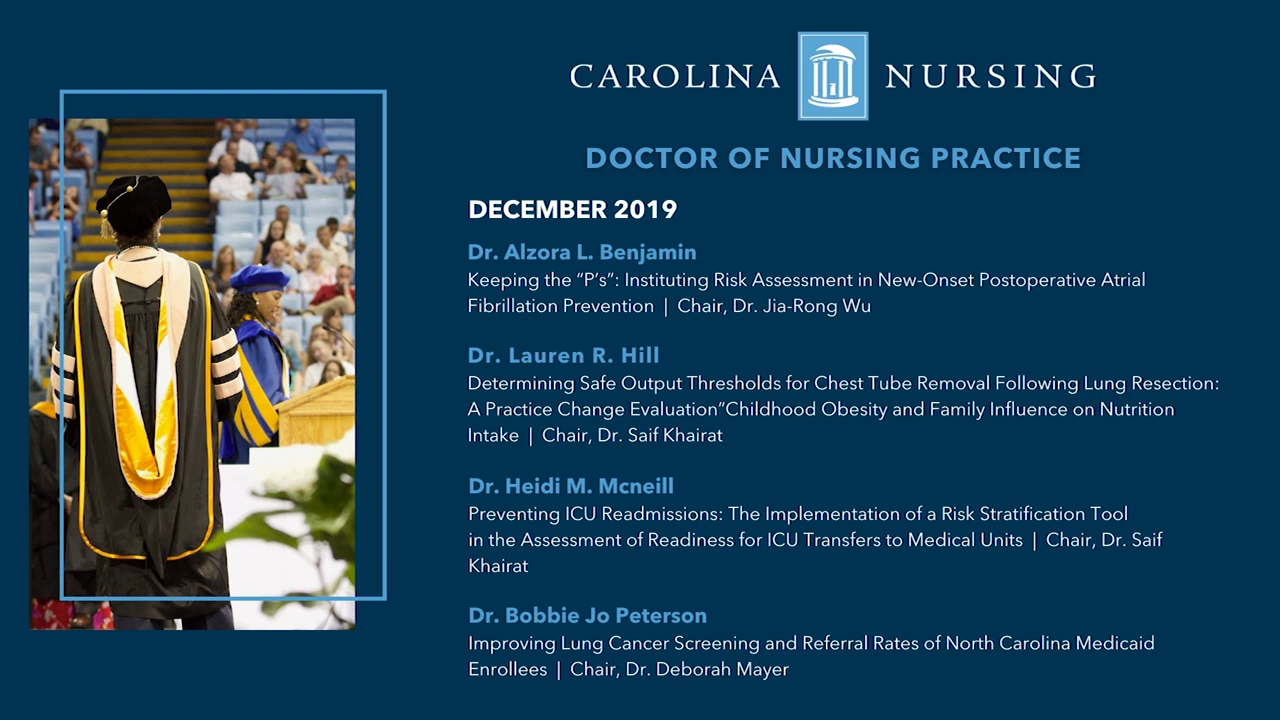 CAROLINA NURSING
DOCTOR OF NURSING PRACTICE
DECEMBER 2019
Dr. Alzora L. Benjamin
Keeping the “P’s”: Instituting Risk Assessment in New-Onset Postoperative Atrial
Fibrillation Prevention | Chair, Dr. Jia-Rong Wu
Dr. Lauren R. Hill
Determining Safe Output Thresholds for Chest Tube Removal Following Lung Resection:
A Practice Change Evaluation”Childhood Obesity and Family Influence on Nutrition
Intake | Chair, Dr. Saif Khairat
Dr. Heidi M. Mcneill
Preventing ICU Readmissions: The Implementation of a Risk Stratification Tool
in the Assessment of Readiness for ICU Transfers to Medical Units | Chair, Dr. Saif
Khairat
Dr. Bobbie Jo Peterson
Improving Lung Cancer Screening and Referral Rates of North Carolina Medicaid
Enrollees | Chair, Dr. Deborah Mayer